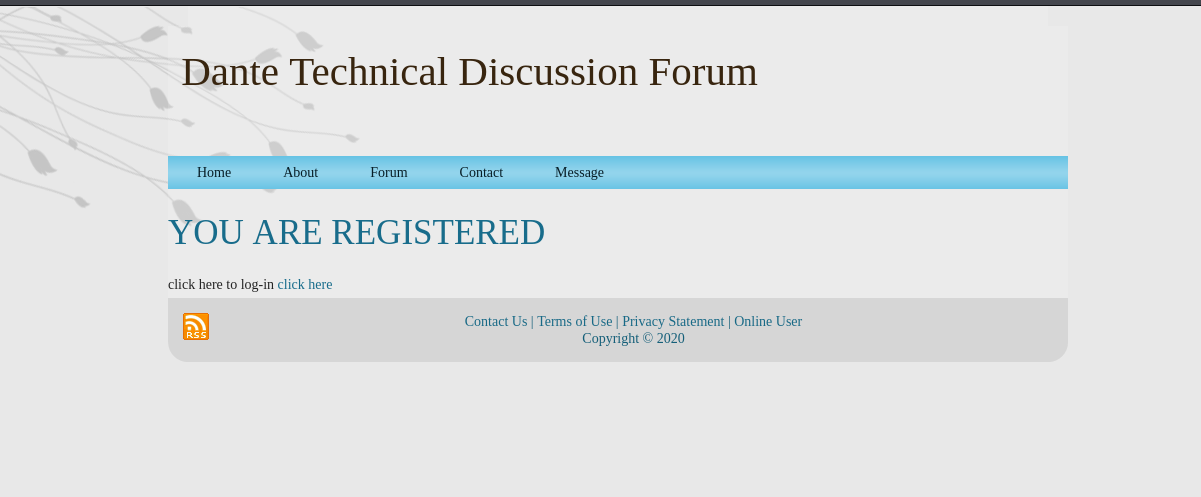 Dante Technical Discussion Forum
Home About Forum Contact Message
YOU ARE REGISTERED
click here to log-in click here
RSS
Contact Us | Terms of Use | Privacy Statement | Online User
Copyright © 2020